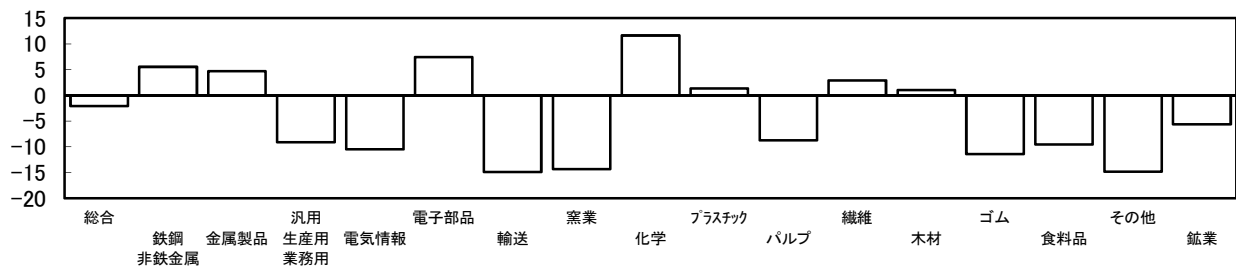 15
10
5
0
-5
-10
-15
-20
総合
鉄鋼
非鉄金属
金属製品
汎用
生産用
業務用
電気情報
電子部品
輸送
窯業
化学
プラスチック
パルプ
繊維
木材
ゴム
食料品
その他
鉱業